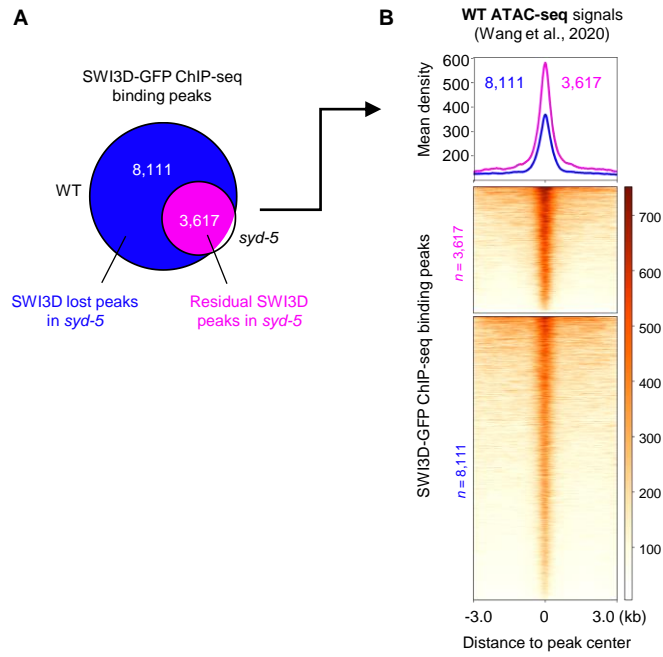 A
SWI3D-GFP ChIP-seq
binding peaks
WT
8,111
3,617
syd-5
SWI3D lost peaks
in syd-5
Residual SWI3D
peaks in syd-5
B
WT ATAC-seq signals
(Wang et al., 2020)
Mean density
600
500
400
300
200
8,111
3,617
SWI3D-GFP ChIP-seq binding peaks
n = 3,617
n = 8,111
700
600
500
400
300
200
100
-3.0 0 3.0 (kb)
Distance to peak center